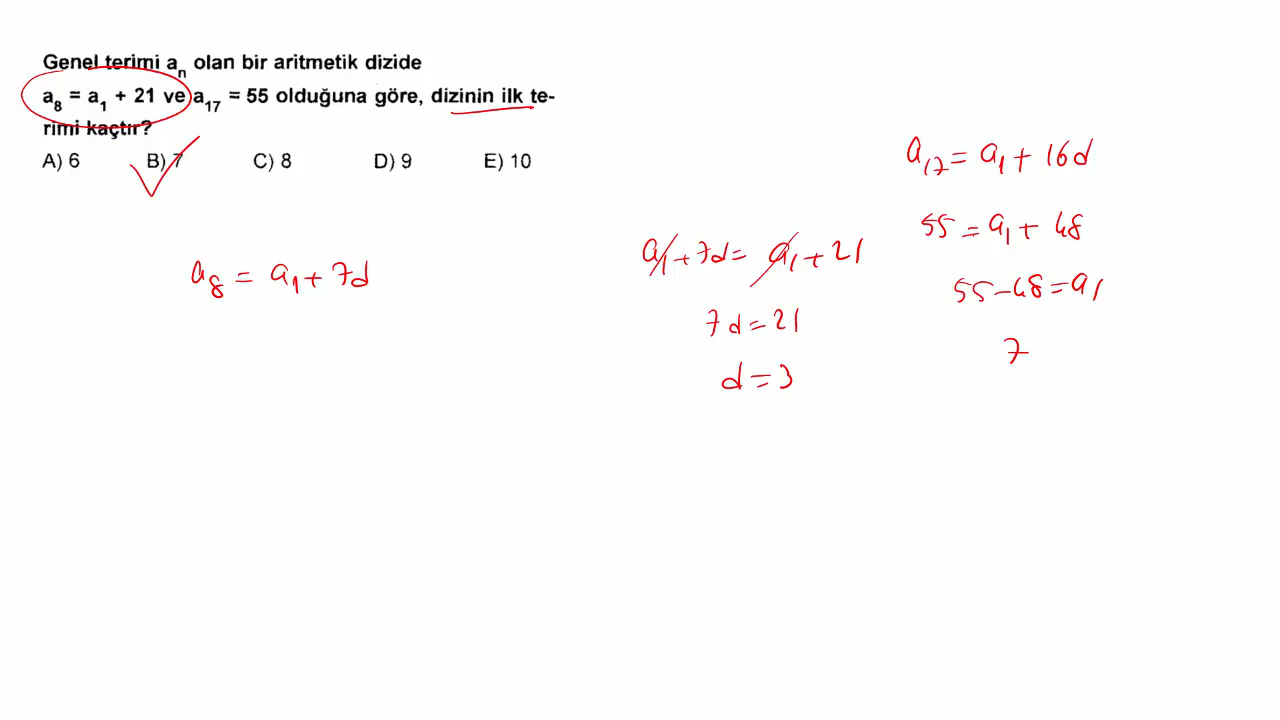 Genel terimi aₙ olan bir aritmetik dizide
a₈ = a₁ + 21 ve a₁₇ = 55 olduğuna göre, dizinin ilk te-
rimi kaçtır?
A) 6 B) 7 C) 8 D) 9 E) 10
a₈ = a₁ + 7d
a₁ + 7d = a₁ + 21
7d = 21
d = 3
a₁₇ = a₁ + 16d
55 = a₁ + 48
55 - 48 = a₁
7